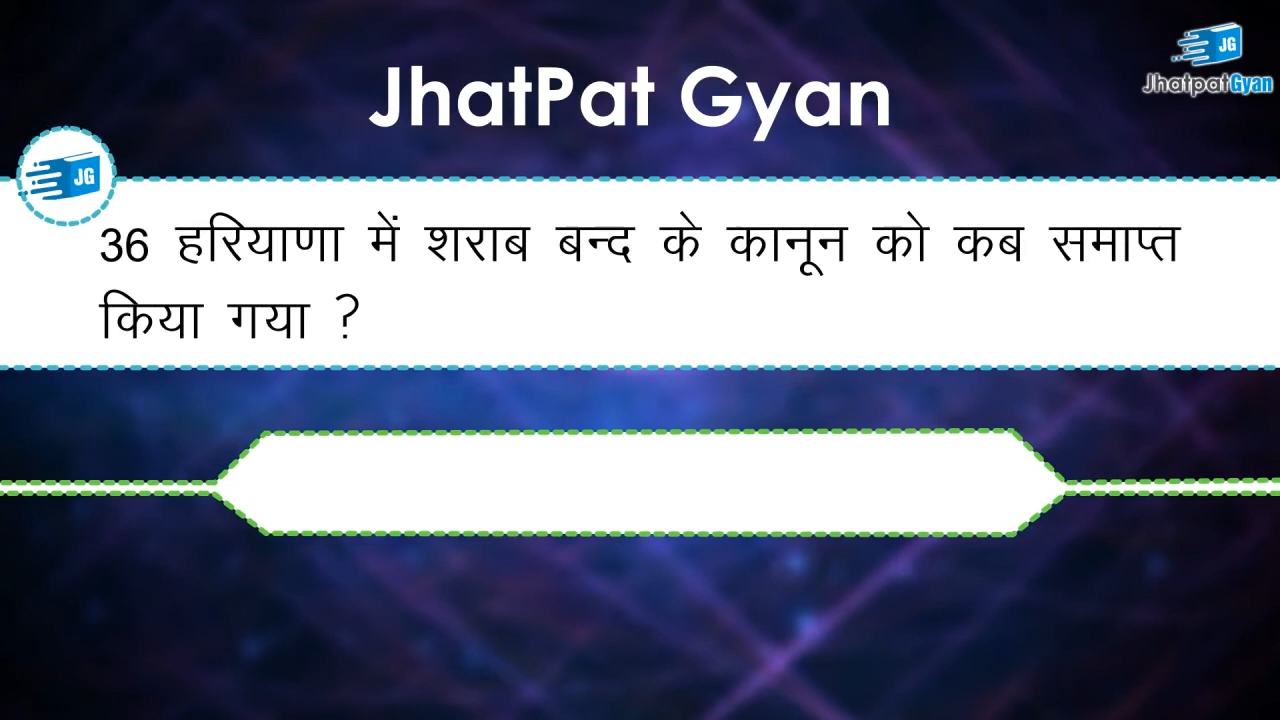 JhatPat Gyan
JG
JhatpatGyan
JG
36 हरियाणा में शराब बन्द के कानून को कब समाप्त
किया गया ?